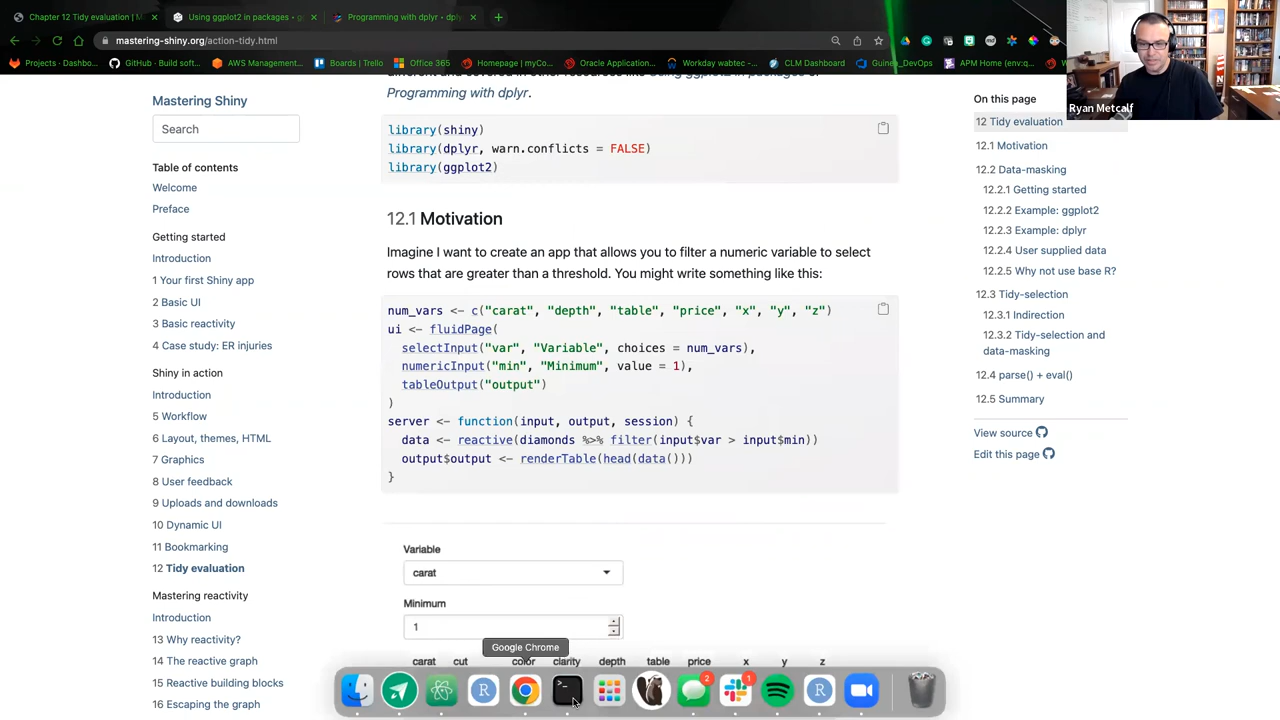 Chapter 12 Tidy evaluation | M
Using ggplot2 in packages • g
Programming with dplyr • dply
mastering-shiny.org/action-tidy.html
Projects · Dashbo...
GitHub · Build soft...
AWS Management...
Boards | Trello
Office 365
Homepage | myCo...
Oracle Application...
Workday wabtec -...
CLM Dashboard
Guinea_DevOps
APM Home (env:q...
Ryan Metcalf
Mastering Shiny
Search
Table of contents
Welcome
Preface
Getting started
Introduction
1 Your first Shiny app
2 Basic UI
3 Basic reactivity
4 Case study: ER injuries
Shiny in action
Introduction
5 Workflow
6 Layout, themes, HTML
7 Graphics
8 User feedback
9 Uploads and downloads
10 Dynamic UI
11 Bookmarking
12 Tidy evaluation
Mastering reactivity
Introduction
13 Why reactivity?
14 The reactive graph
15 Reactive building blocks
16 Escaping the graph
Programming with dplyr.
library(shiny)
library(dplyr, warn.conflicts = FALSE)
library(ggplot2)
12.1 Motivation
Imagine I want to create an app that allows you to filter a numeric variable to select
rows that are greater than a threshold. You might write something like this:
num_vars <- c("carat", "depth", "table", "price", "x", "y", "z")
ui <- fluidPage(
selectInput("var", "Variable", choices = num_vars),
numericInput("min", "Minimum", value = 1),
tableOutput("output")
)
server <- function(input, output, session) {
data <- reactive(diamonds %>% filter(input$var > input$min))
output$output <- renderTable(head(data()))
}
Variable
carat
Minimum
1
Google Chrome
carat cut color clarity depth table price x y z
2
1
On this page
12 Tidy evaluation
12.1 Motivation
12.2 Data-masking
12.2.1 Getting started
12.2.2 Example: ggplot2
12.2.3 Example: dplyr
12.2.4 User supplied data
12.2.5 Why not use base R?
12.3 Tidy-selection
12.3.1 Indirection
12.3.2 Tidy-selection and
data-masking
12.4 parse() + eval()
12.5 Summary
View source
Edit this page